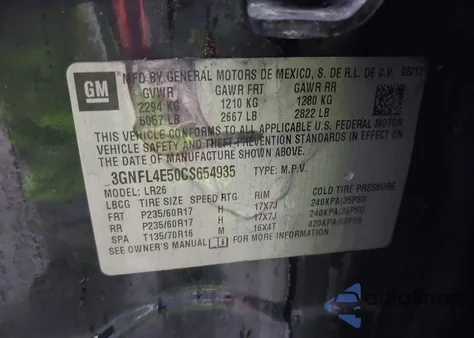 GM
MFD BY GENERAL MOTORS DE MEXICO, S. DE R.L. DE C.V. 05/12
GVWR GAWR FRT GAWR RR
2294 KG 1210 KG 1280 KG
5057 LB 2667 LB 2822 LB
THIS VEHICLE CONFORMS TO ALL APPLICABLE U.S. FEDERAL MOTOR
VEHICLE SAFETY AND THEFT PREVENTION STANDARDS IN EFFECT ON
THE DATE OF MANUFACTURE SHOWN ABOVE.
3GNFL4E50CS654935 TYPE: M.P.V.
MODEL: LR26
LBCG TIRE SIZE SPEED RTG RIM COLD TIRE PRESSURE
FRT P235/60R17 H 17X7J 240KPA(35PSI)
RR P235/60R17 H 17X7J 240KPA(35PSI)
SPA T135/70R16 M 16X4T 420KPA(60PSI)
SEE OWNER'S MANUAL